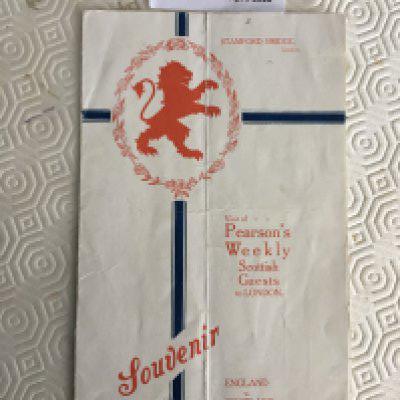 STAMFORD BRIDGE,
Visit of
Pearson's
Weekly
Scottish
Guests
to LONDON.
Souvenir
ENGLAND